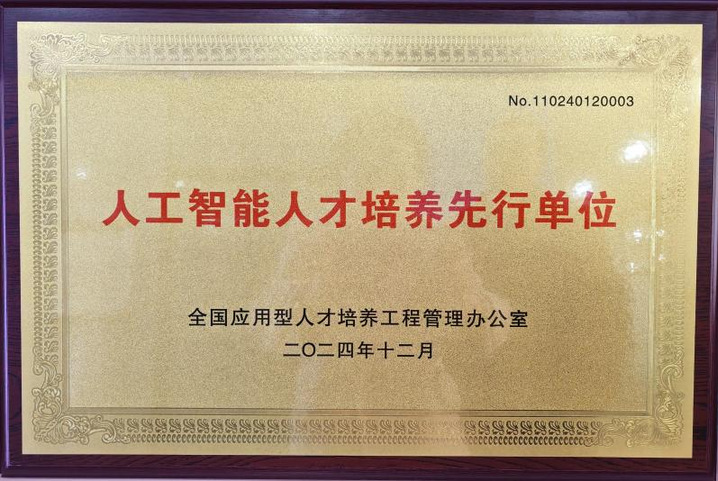 No.110240120003
人工智能人才培养先行单位
全国应用型人才培养工程管理办公室
二〇二四年十二月